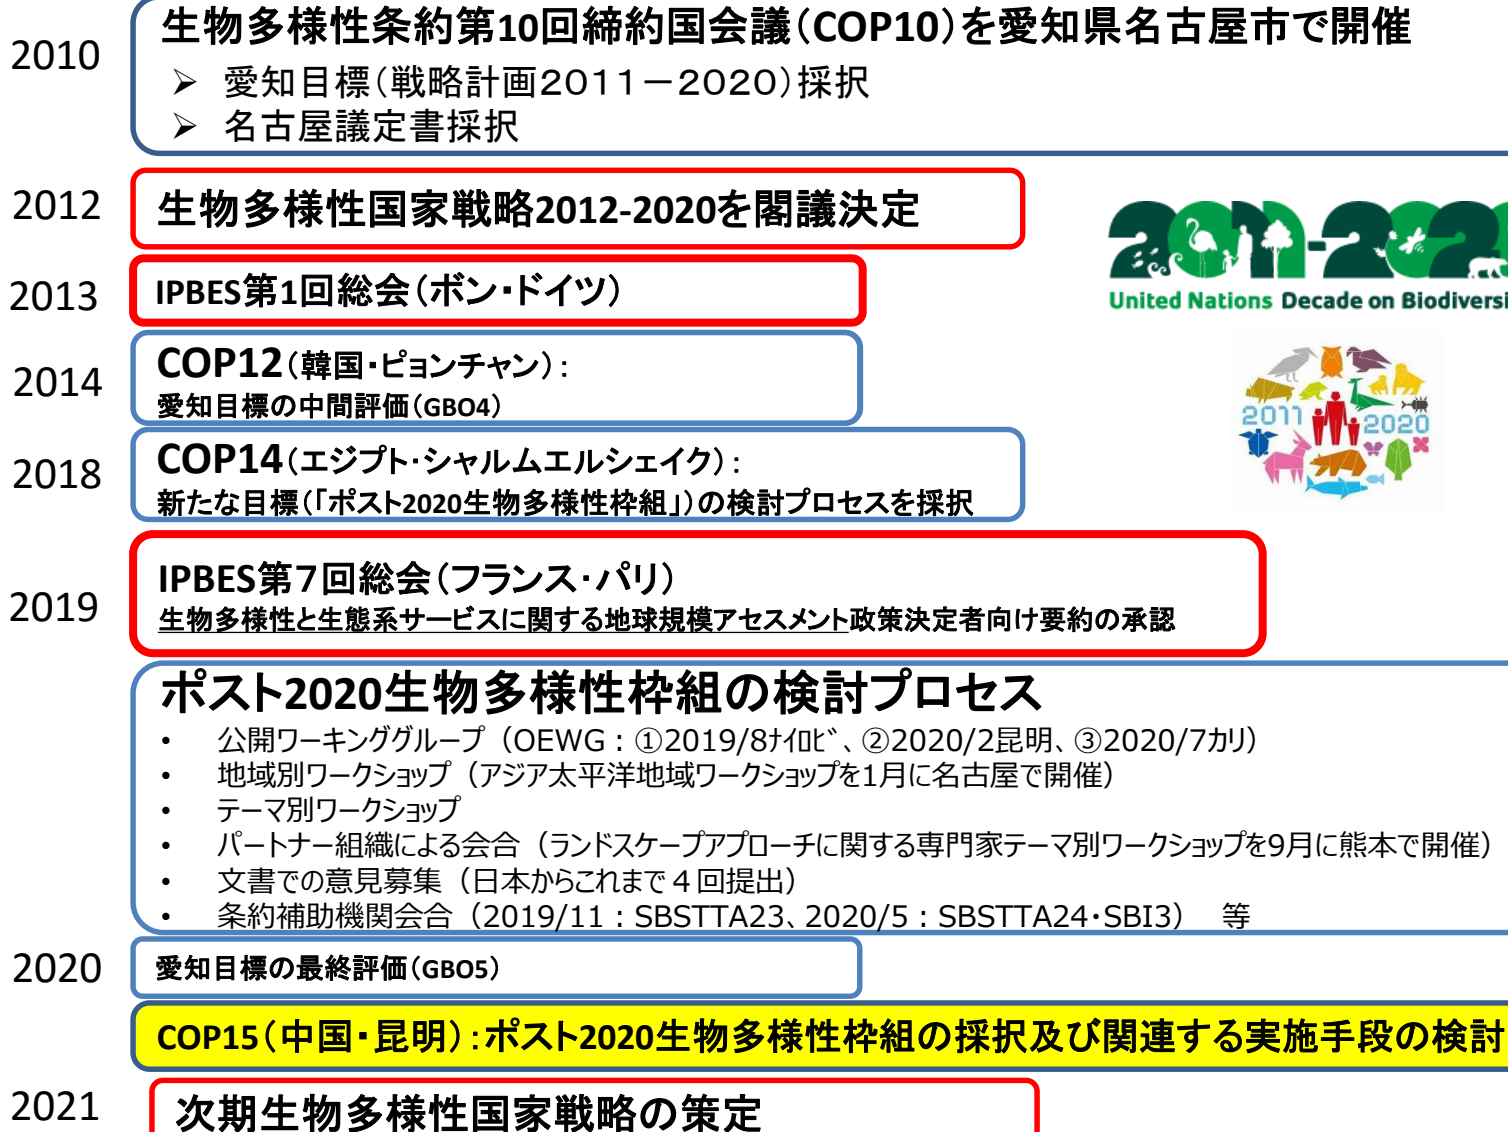 2010
生物多様性条約第10回締約国会議（COP10）を愛知県名古屋市で開催
➢ 愛知目標（戦略計画２０１１－２０２０）採択
➢ 名古屋議定書採択
2012
生物多様性国家戦略2012-2020を閣議決定
2011-202
United Nations Decade on Biodiversi
2013
IPBES第1回総会（ボン・ドイツ）
2014
COP12（韓国・ピョンチャン）：
愛知目標の中間評価（GBO4）
2011
2020
2018
COP14（エジプト・シャルムエルシェイク）：
新たな目標（「ポスト2020生物多様性枠組」）の検討プロセスを採択
2019
IPBES第７回総会（フランス・パリ）
生物多様性と生態系サービスに関する地球規模アセスメント政策決定者向け要約の承認
ポスト2020生物多様性枠組の検討プロセス
• 公開ワーキンググループ（OEWG：①2019/8ﾅｲﾛﾋﾞ、②2020/2昆明、③2020/7ｶﾘ）
• 地域別ワークショップ（アジア太平洋地域ワークショップを1月に名古屋で開催）
• テーマ別ワークショップ
• パートナー組織による会合（ランドスケープアプローチに関する専門家テーマ別ワークショップを9月に熊本で開催）
• 文書での意見募集（日本からこれまで４回提出）
• 条約補助機関会合（2019/11：SBSTTA23、2020/5：SBSTTA24・SBI3） 等
2020
愛知目標の最終評価（GBO5）
COP15（中国・昆明）：ポスト2020生物多様性枠組の採択及び関連する実施手段の検討
2021
次期生物多様性国家戦略の策定